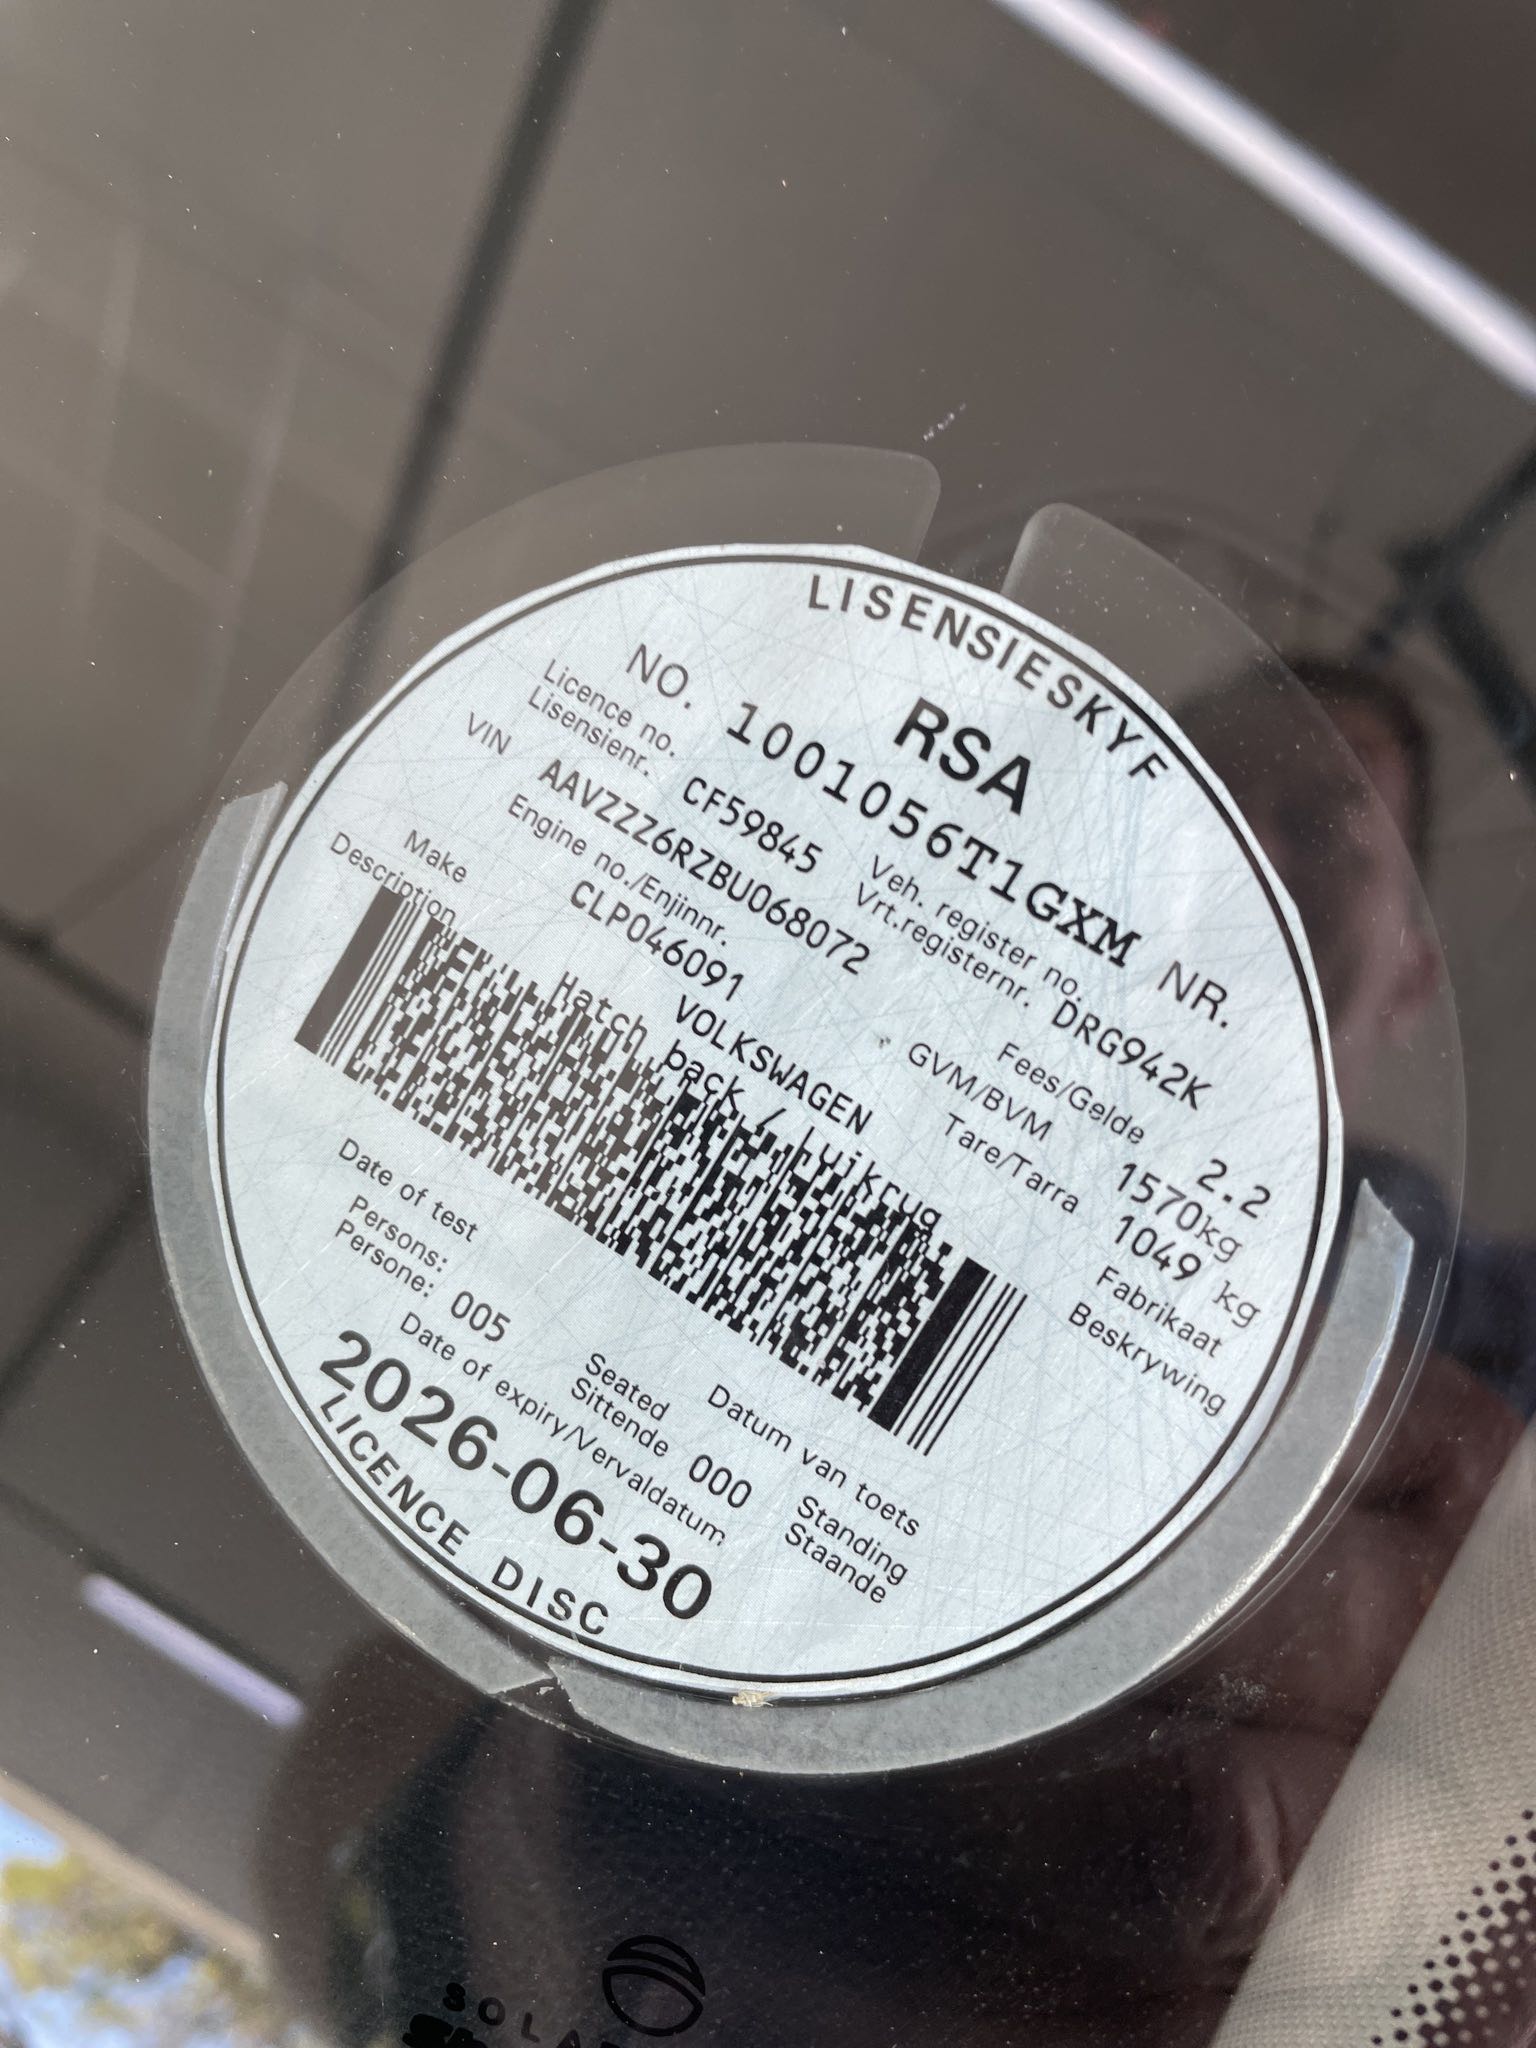 LISENSIESKYF
RSA
NO. 1001056T1GXM NR.
Licence no. Lisensienr. CF59845 Veh. register no. Vrt.registernr. DRG942K
VIN AAVZZZ6RZBU068072 Fees/Gelde 2.2
Engine no./Enjinnr. GVM/BVM 1570kg
CLP046091 Tare/Tarra 1049 kg
Make VOLKSWAGEN Fabrikaat
Description Hatch back / Luikrug Beskrywing
Date of test Datum van toets
Persons: Persone: 005 Seated Sittende 000 Standing Staande
Date of expiry/Vervaldatum
2026-06-30
LICENCE DISC